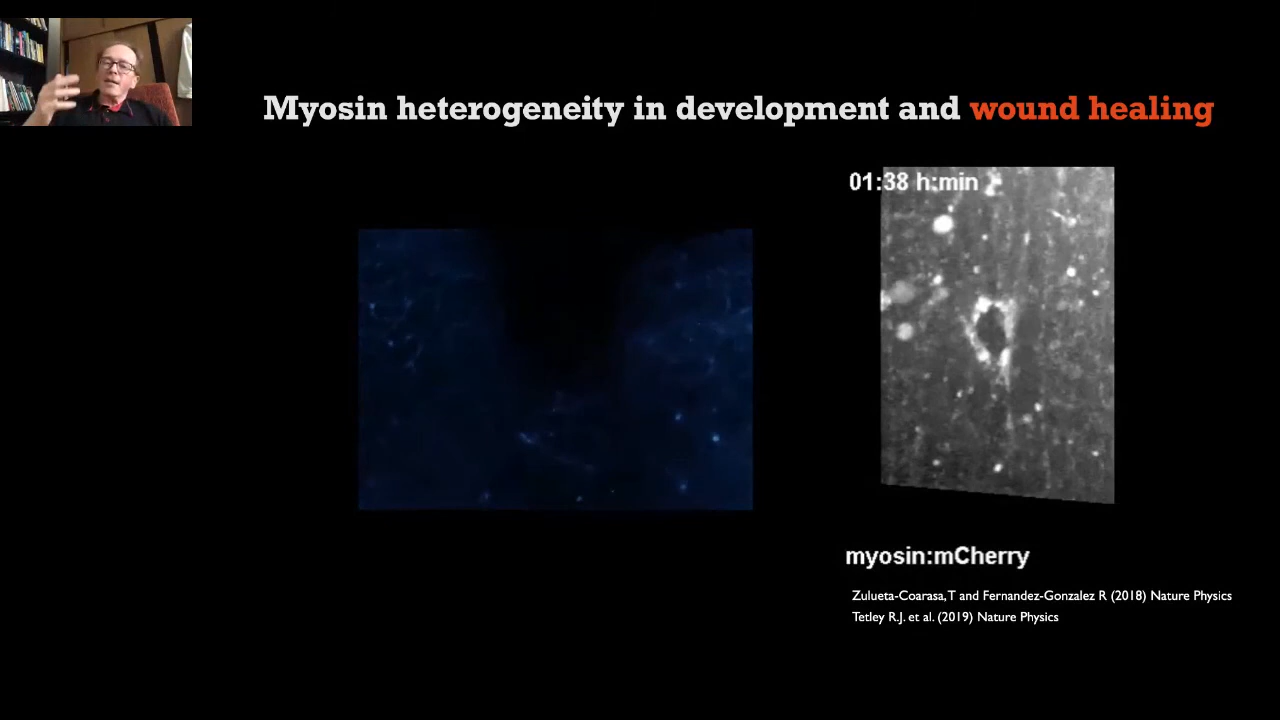 Myosin heterogeneity in development and wound healing
01:38 h:min
myosin:mCherry
Zulueta-Coarasa,T and Fernandez-Gonzalez R (2018) Nature Physics
Tetley R.J. et al. (2019) Nature Physics